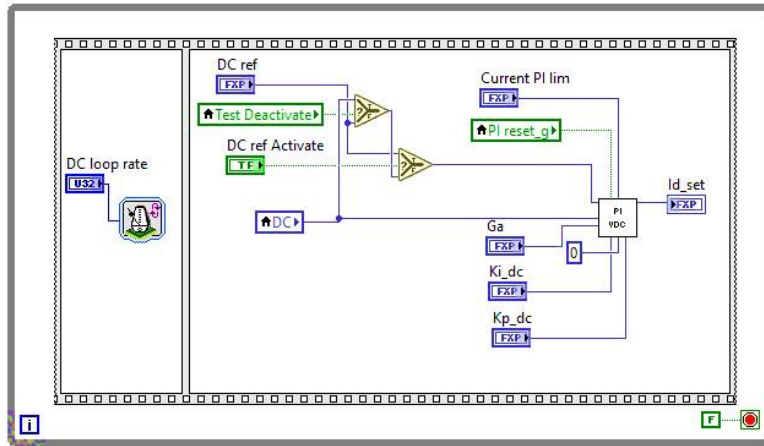 DC ref
FXP
Test Deactivate
?
T
F
DC ref Activate
TF
?
T
F
DC loop rate
U32
DC
Current PI lim
FXP
PI reset_g
Id_set
FXP
PI
VDC
Ga
FXP
0
Ki_dc
FXP
Kp_dc
FXP
i
F